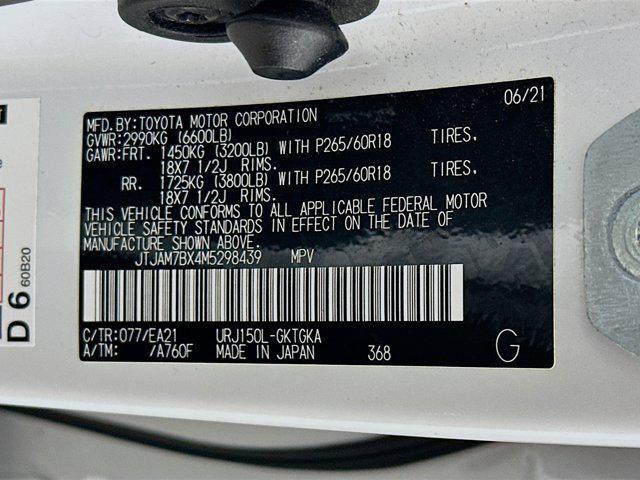 06/21
MFD.BY:TOYOTA MOTOR CORPORATION
GVWR:2990KG (6600LB)
GAWR:FRT. 1450KG (3200LB) WITH P265/60R18 TIRES,
18X7 1/2J RIMS.
RR. 1725KG (3800LB) WITH P265/60R18 TIRES,
18X7 1/2J RIMS.
THIS VEHICLE CONFORMS TO ALL APPLICABLE FEDERAL MOTOR
VEHICLE SAFETY STANDARDS IN EFFECT ON THE DATE OF
MANUFACTURE SHOWN ABOVE.
JTJAM7BX4M5298439 MPV
C/TR:077/EA21 URJ150L-GKTGKA
A/TM: /A760F MADE IN JAPAN 368 G
D 6 60B20